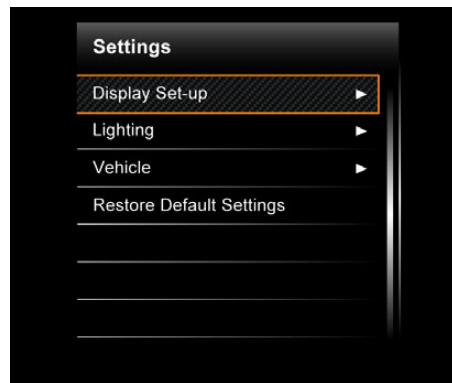 Settings
Display Set-up
Lighting
Vehicle
Restore Default Settings